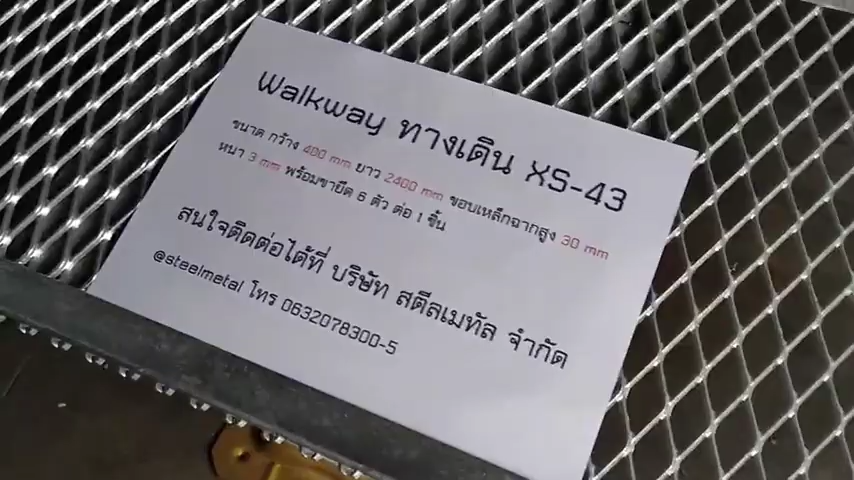 Walkway ทางเดิน XS-43
ขนาด กว้าง 400 mm ยาว 2400 mm ขอบเหล็กฉากสูง 30 mm
หนา 3 mm พร้อมขายึด 6 ตัว ต่อ 1 ชิ้น
สนใจติดต่อได้ที่ บริษัท สตีลเมทัล จำกัด
@steelmetal โทร 0632078300-5